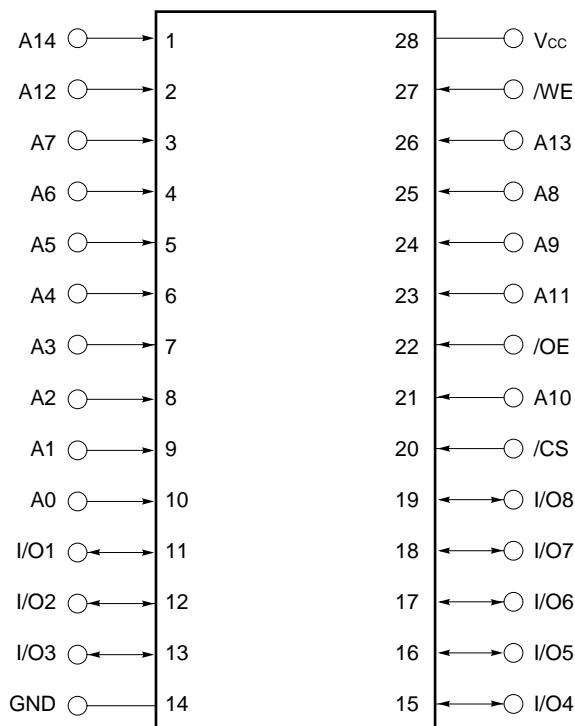 A14 1 28 Vcc
A12 2 27 /WE
A7 3 26 A13
A6 4 25 A8
A5 5 24 A9
A4 6 23 A11
A3 7 22 /OE
A2 8 21 A10
A1 9 20 /CS
A0 10 19 I/O8
I/O1 11 18 I/O7
I/O2 12 17 I/O6
I/O3 13 16 I/O5
GND 14 15 I/O4